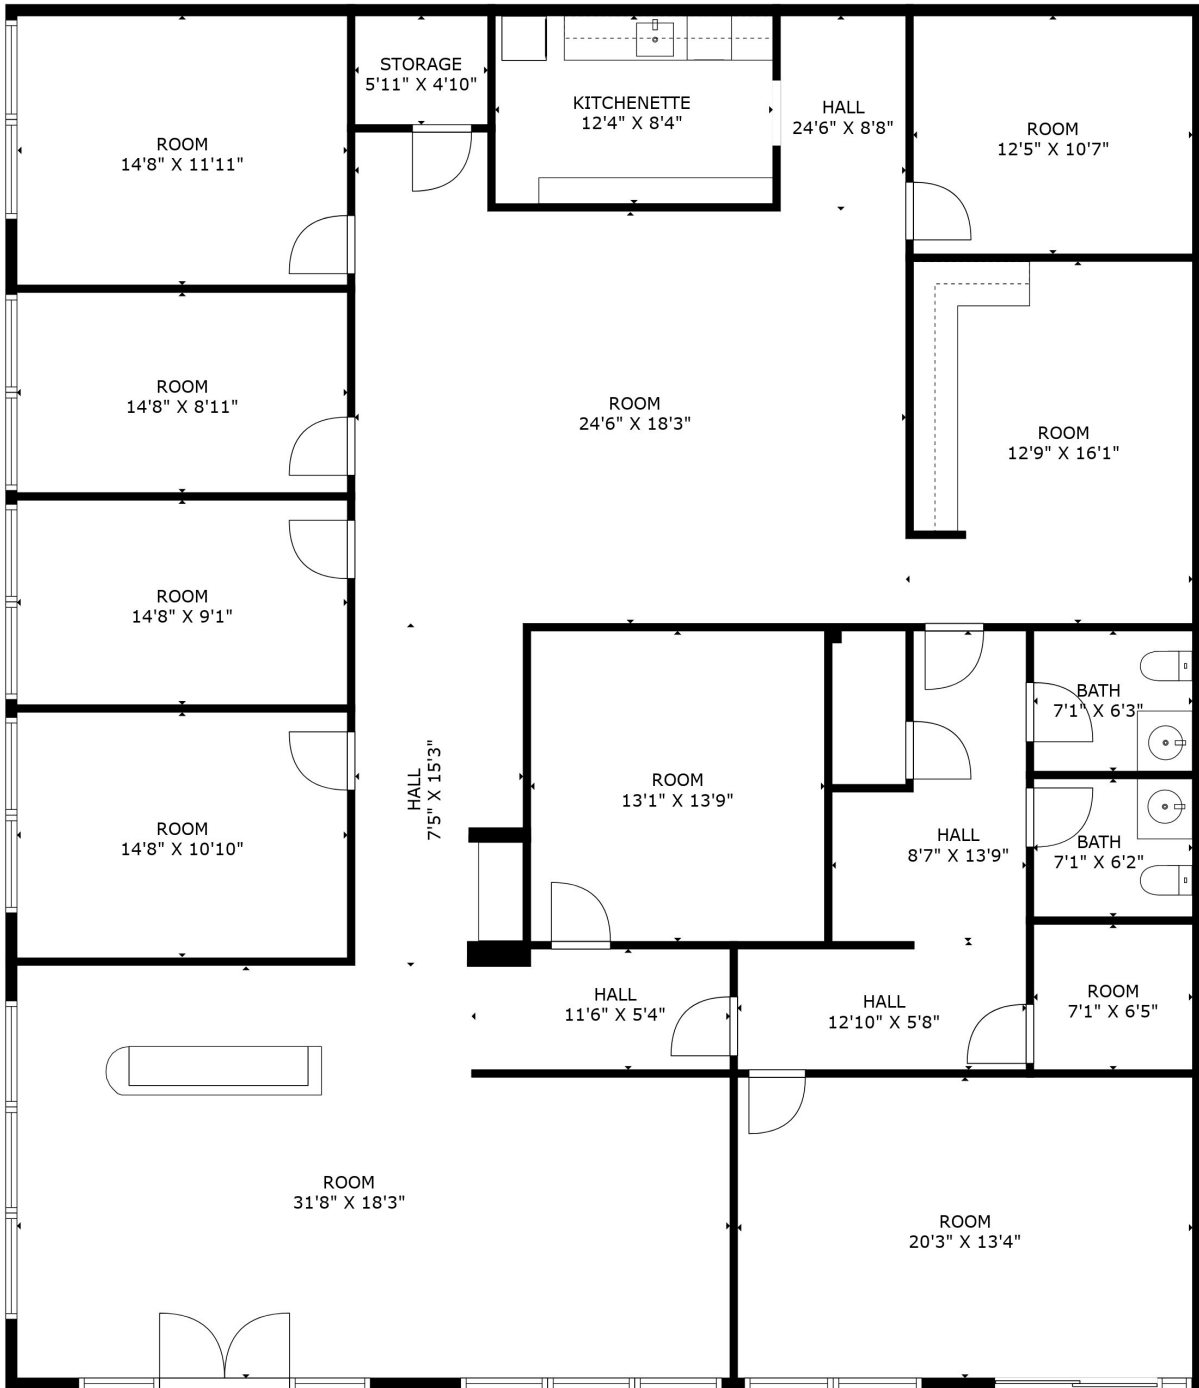 STORAGE
5'11" X 4'10"
KITCHENETTE
12'4" X 8'4"
HALL
24'6" X 8'8"
ROOM
12'5" X 10'7"
ROOM
14'8" X 11'11"
ROOM
14'8" X 8'11"
ROOM
24'6" X 18'3"
ROOM
12'9" X 16'1"
ROOM
14'8" X 9'1"
BATH
7'1" X 6'3"
HALL
7'5" X 15'3"
ROOM
13'1" X 13'9"
ROOM
14'8" X 10'10"
HALL
8'7" X 13'9"
BATH
7'1" X 6'2"
HALL
11'6" X 5'4"
HALL
12'10" X 5'8"
ROOM
7'1" X 6'5"
ROOM
31'8" X 18'3"
ROOM
20'3" X 13'4"